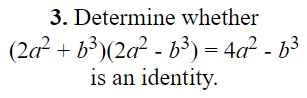 3. Determine whether
(2a² + b³)(2a² - b³) = 4a² - b³
is an identity.